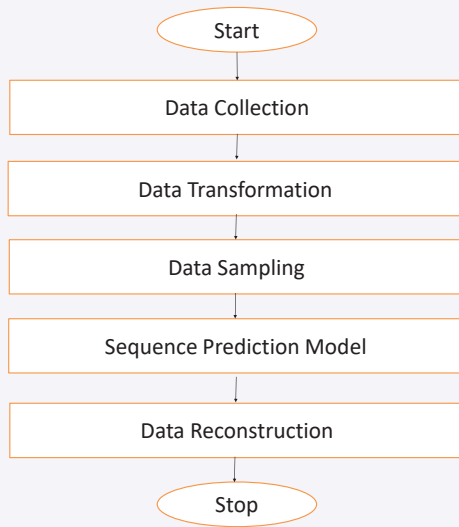 Start
Data Collection
Data Transformation
Data Sampling
Sequence Prediction Model
Data Reconstruction
Stop